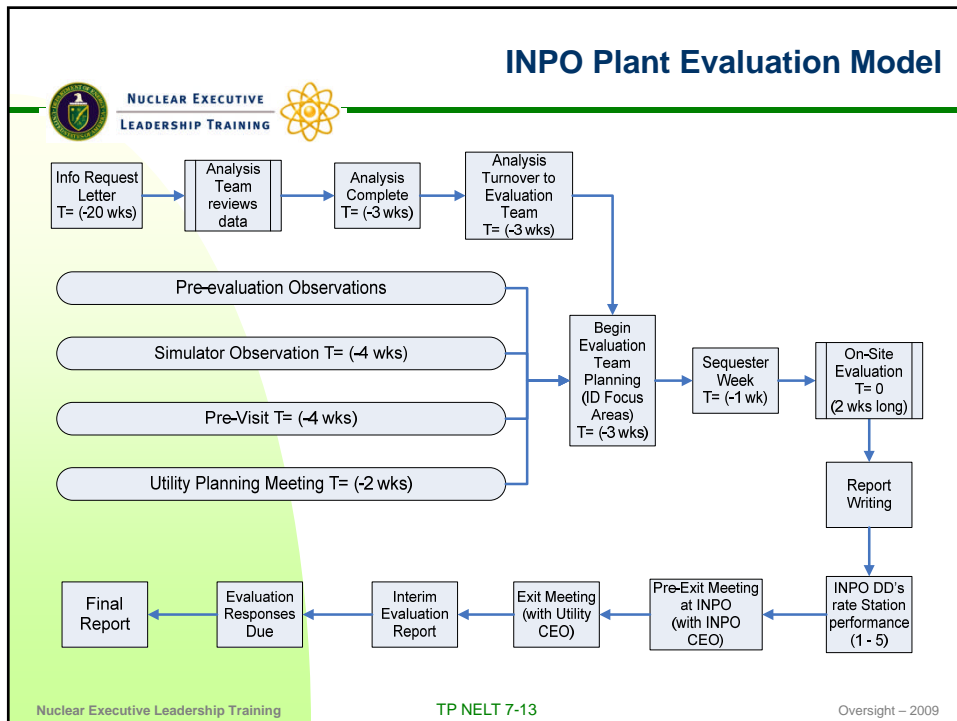 INPO Plant Evaluation Model
NUCLEAR EXECUTIVE
LEADERSHIP TRAINING
Info Request
Letter
T= (-20 wks)
Analysis
Team
reviews
data
Analysis
Complete
T= (-3 wks)
Analysis
Turnover to
Evaluation
Team
T= (-3 wks)
Pre-evaluation Observations
Simulator Observation T= (-4 wks)
Pre-Visit T= (-4 wks)
Utility Planning Meeting T= (-2 wks)
Begin
Evaluation
Team
Planning
(ID Focus
Areas)
T= (-3 wks)
Sequester
Week
T= (-1 wk)
On-Site
Evaluation
T= 0
(2 wks long)
Report
Writing
INPO DD's
rate Station
performance
(1 - 5)
Pre-Exit Meeting
at INPO
(with INPO
CEO)
Exit Meeting
(with Utility
CEO)
Interim
Evaluation
Report
Evaluation
Responses
Due
Final
Report
Nuclear Executive Leadership Training
TP NELT 7-13
Oversight – 2009